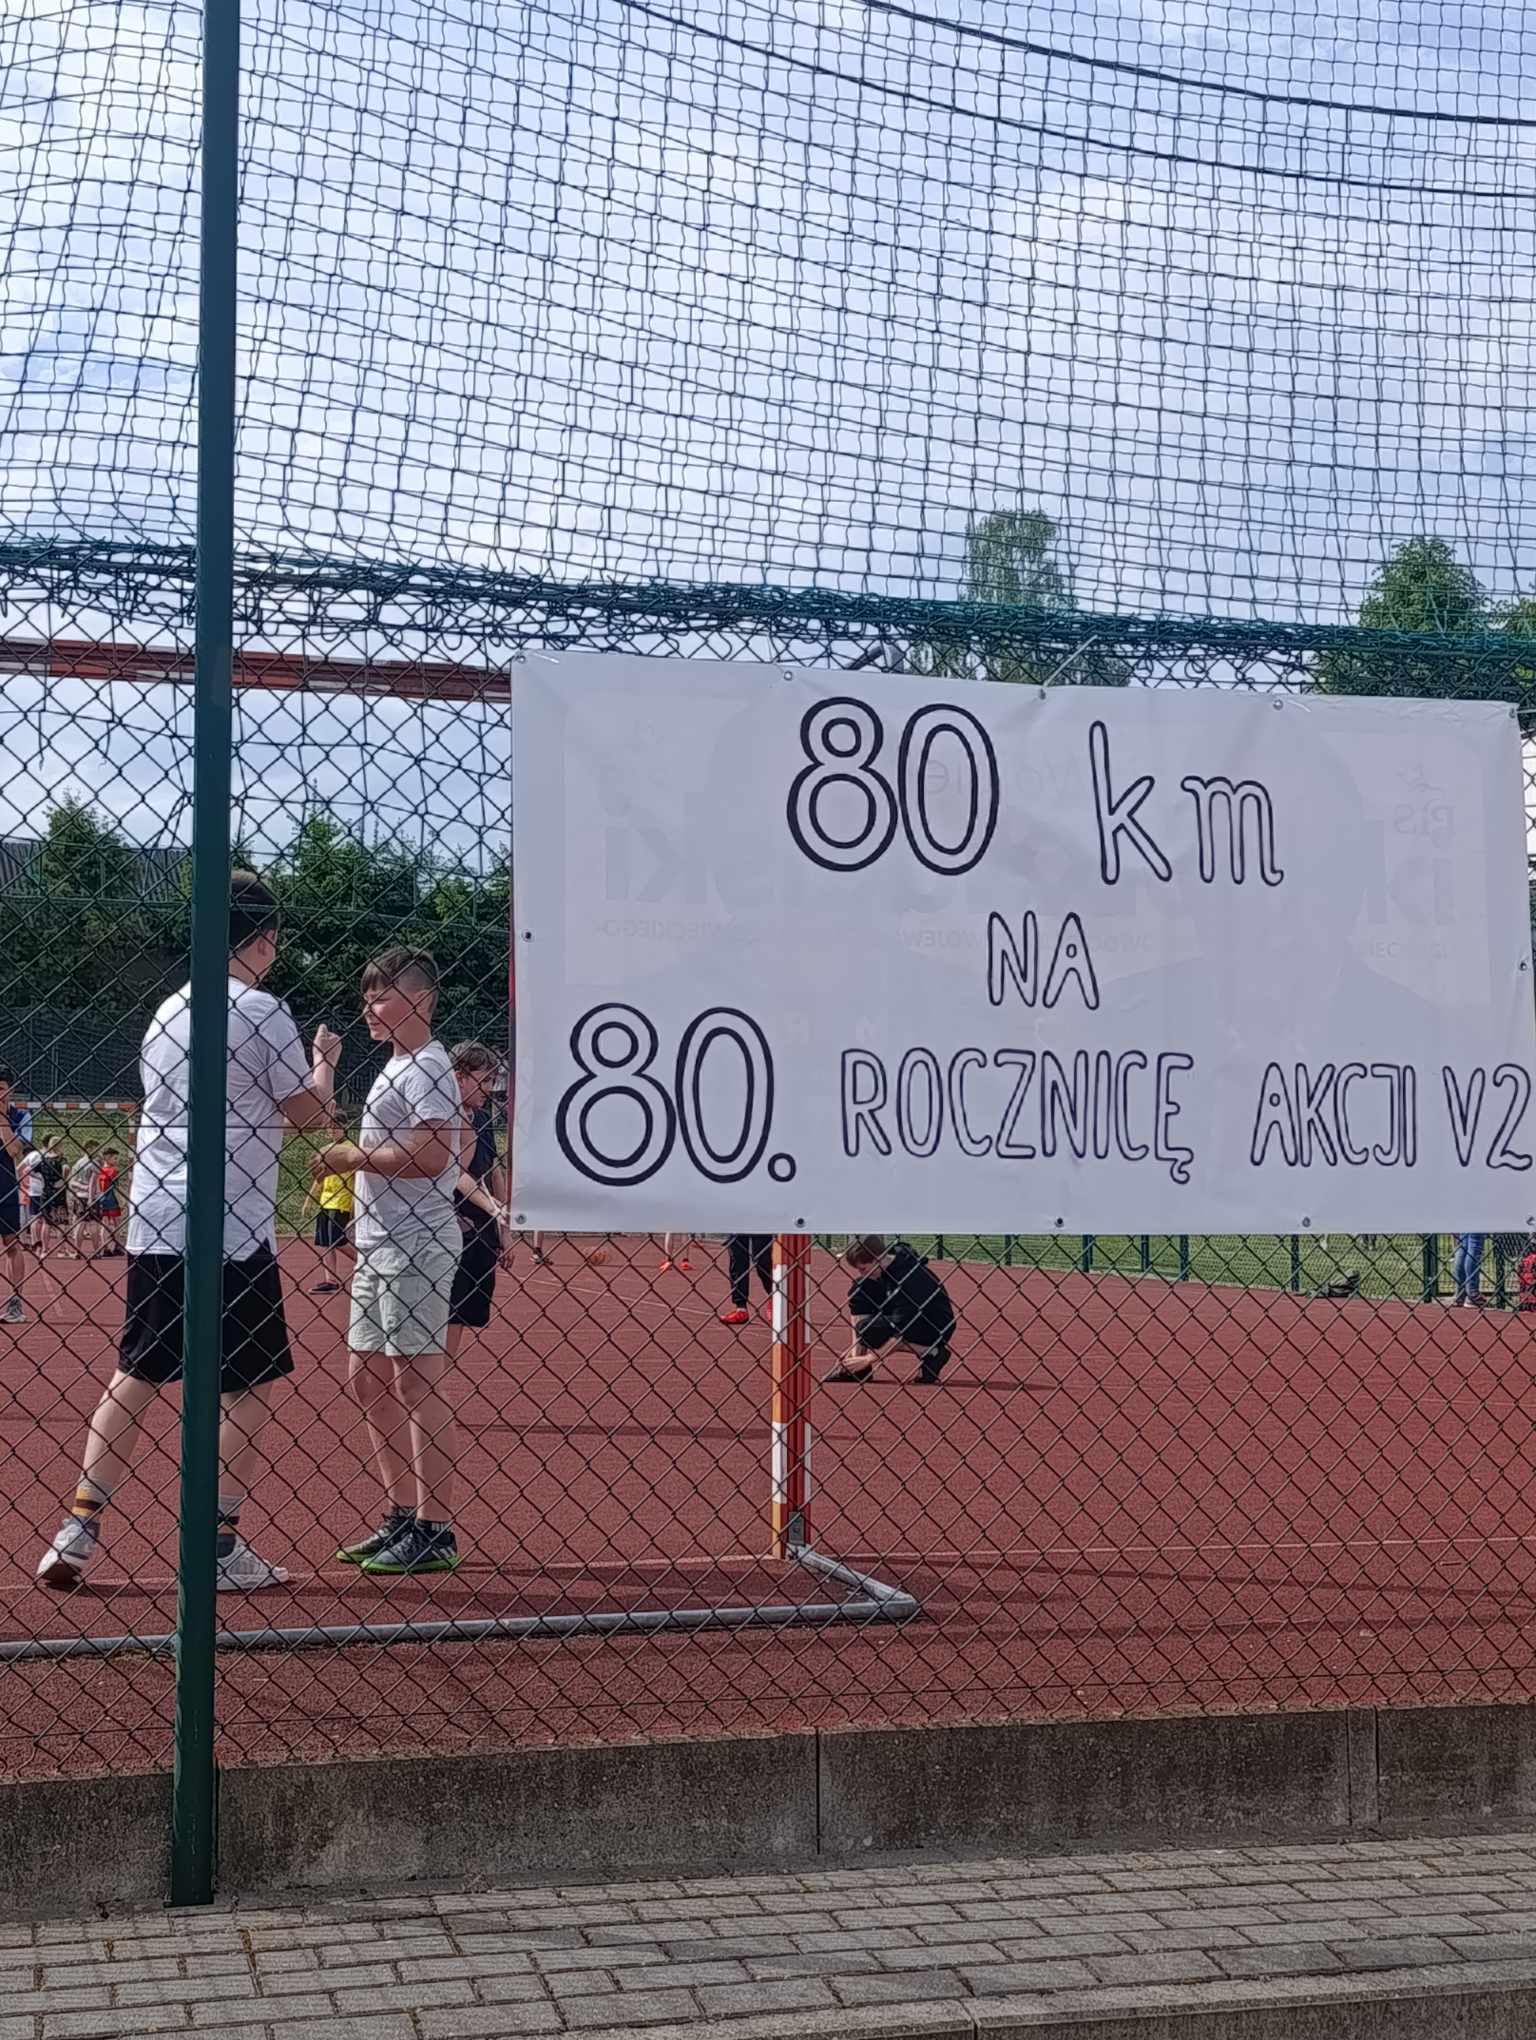 80 km
NA
80. ROCZNICĘ AKCJI V2